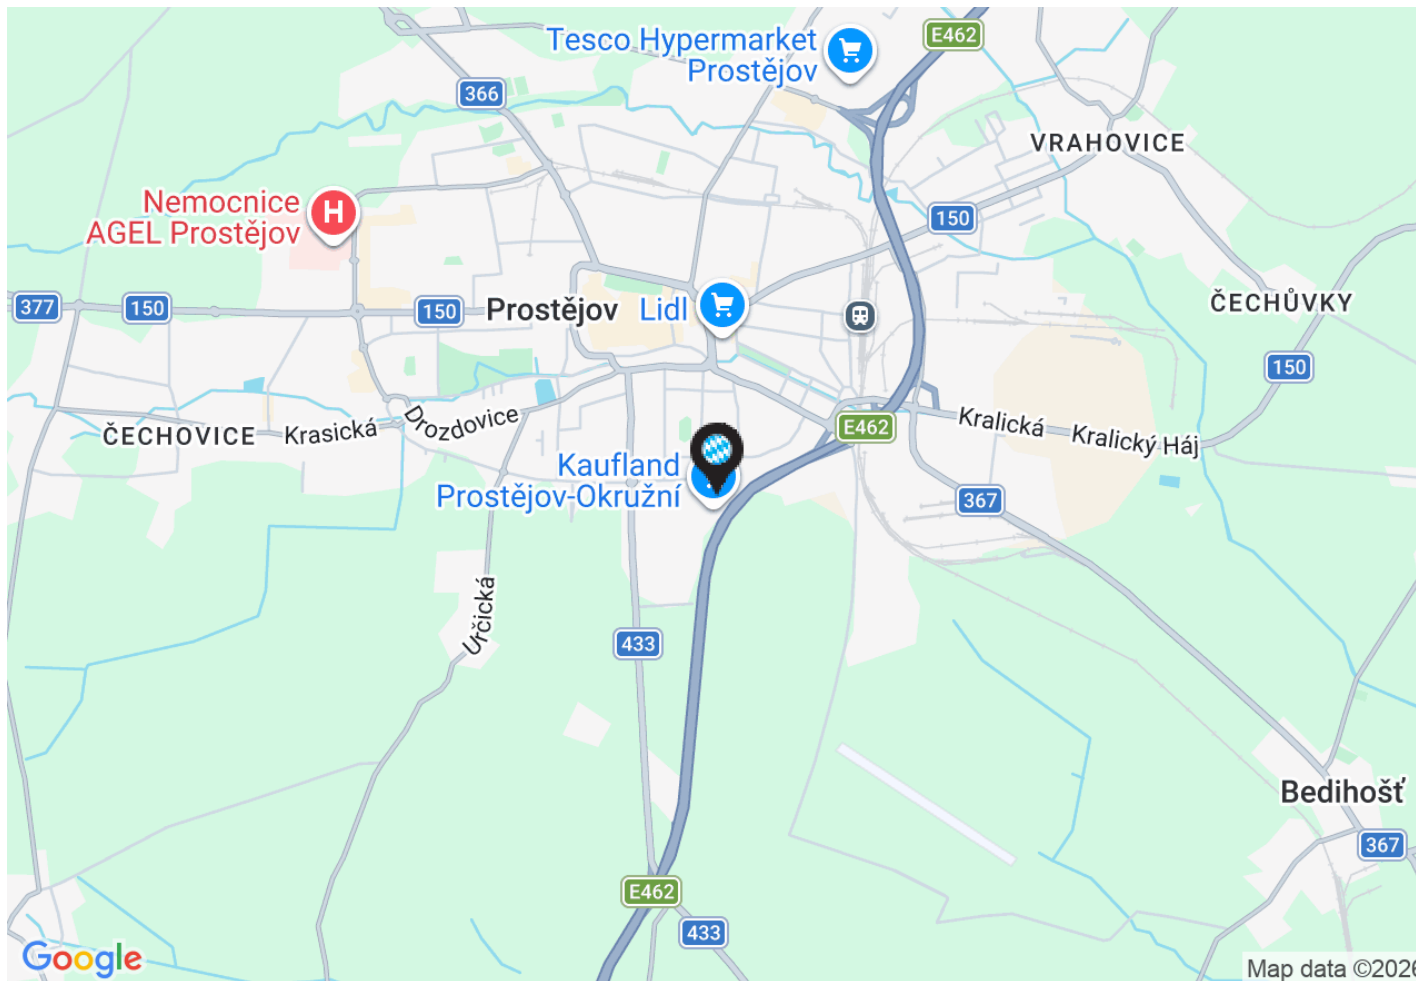 Tesco Hypermarket
Prostějov
E462
366
VRAHOVICE
Nemocnice
AGEL Prostějov
H
150
377
150
150
Prostějov
Lidl
ČECHŮVKY
150
ČECHOVICE
Krasická
Drozdovice
E462
Kralická
Kralický Háj
Kaufland
Prostějov-Okružní
367
Určická
433
Bedihošť
367
E462
433
Google
Map data ©2026